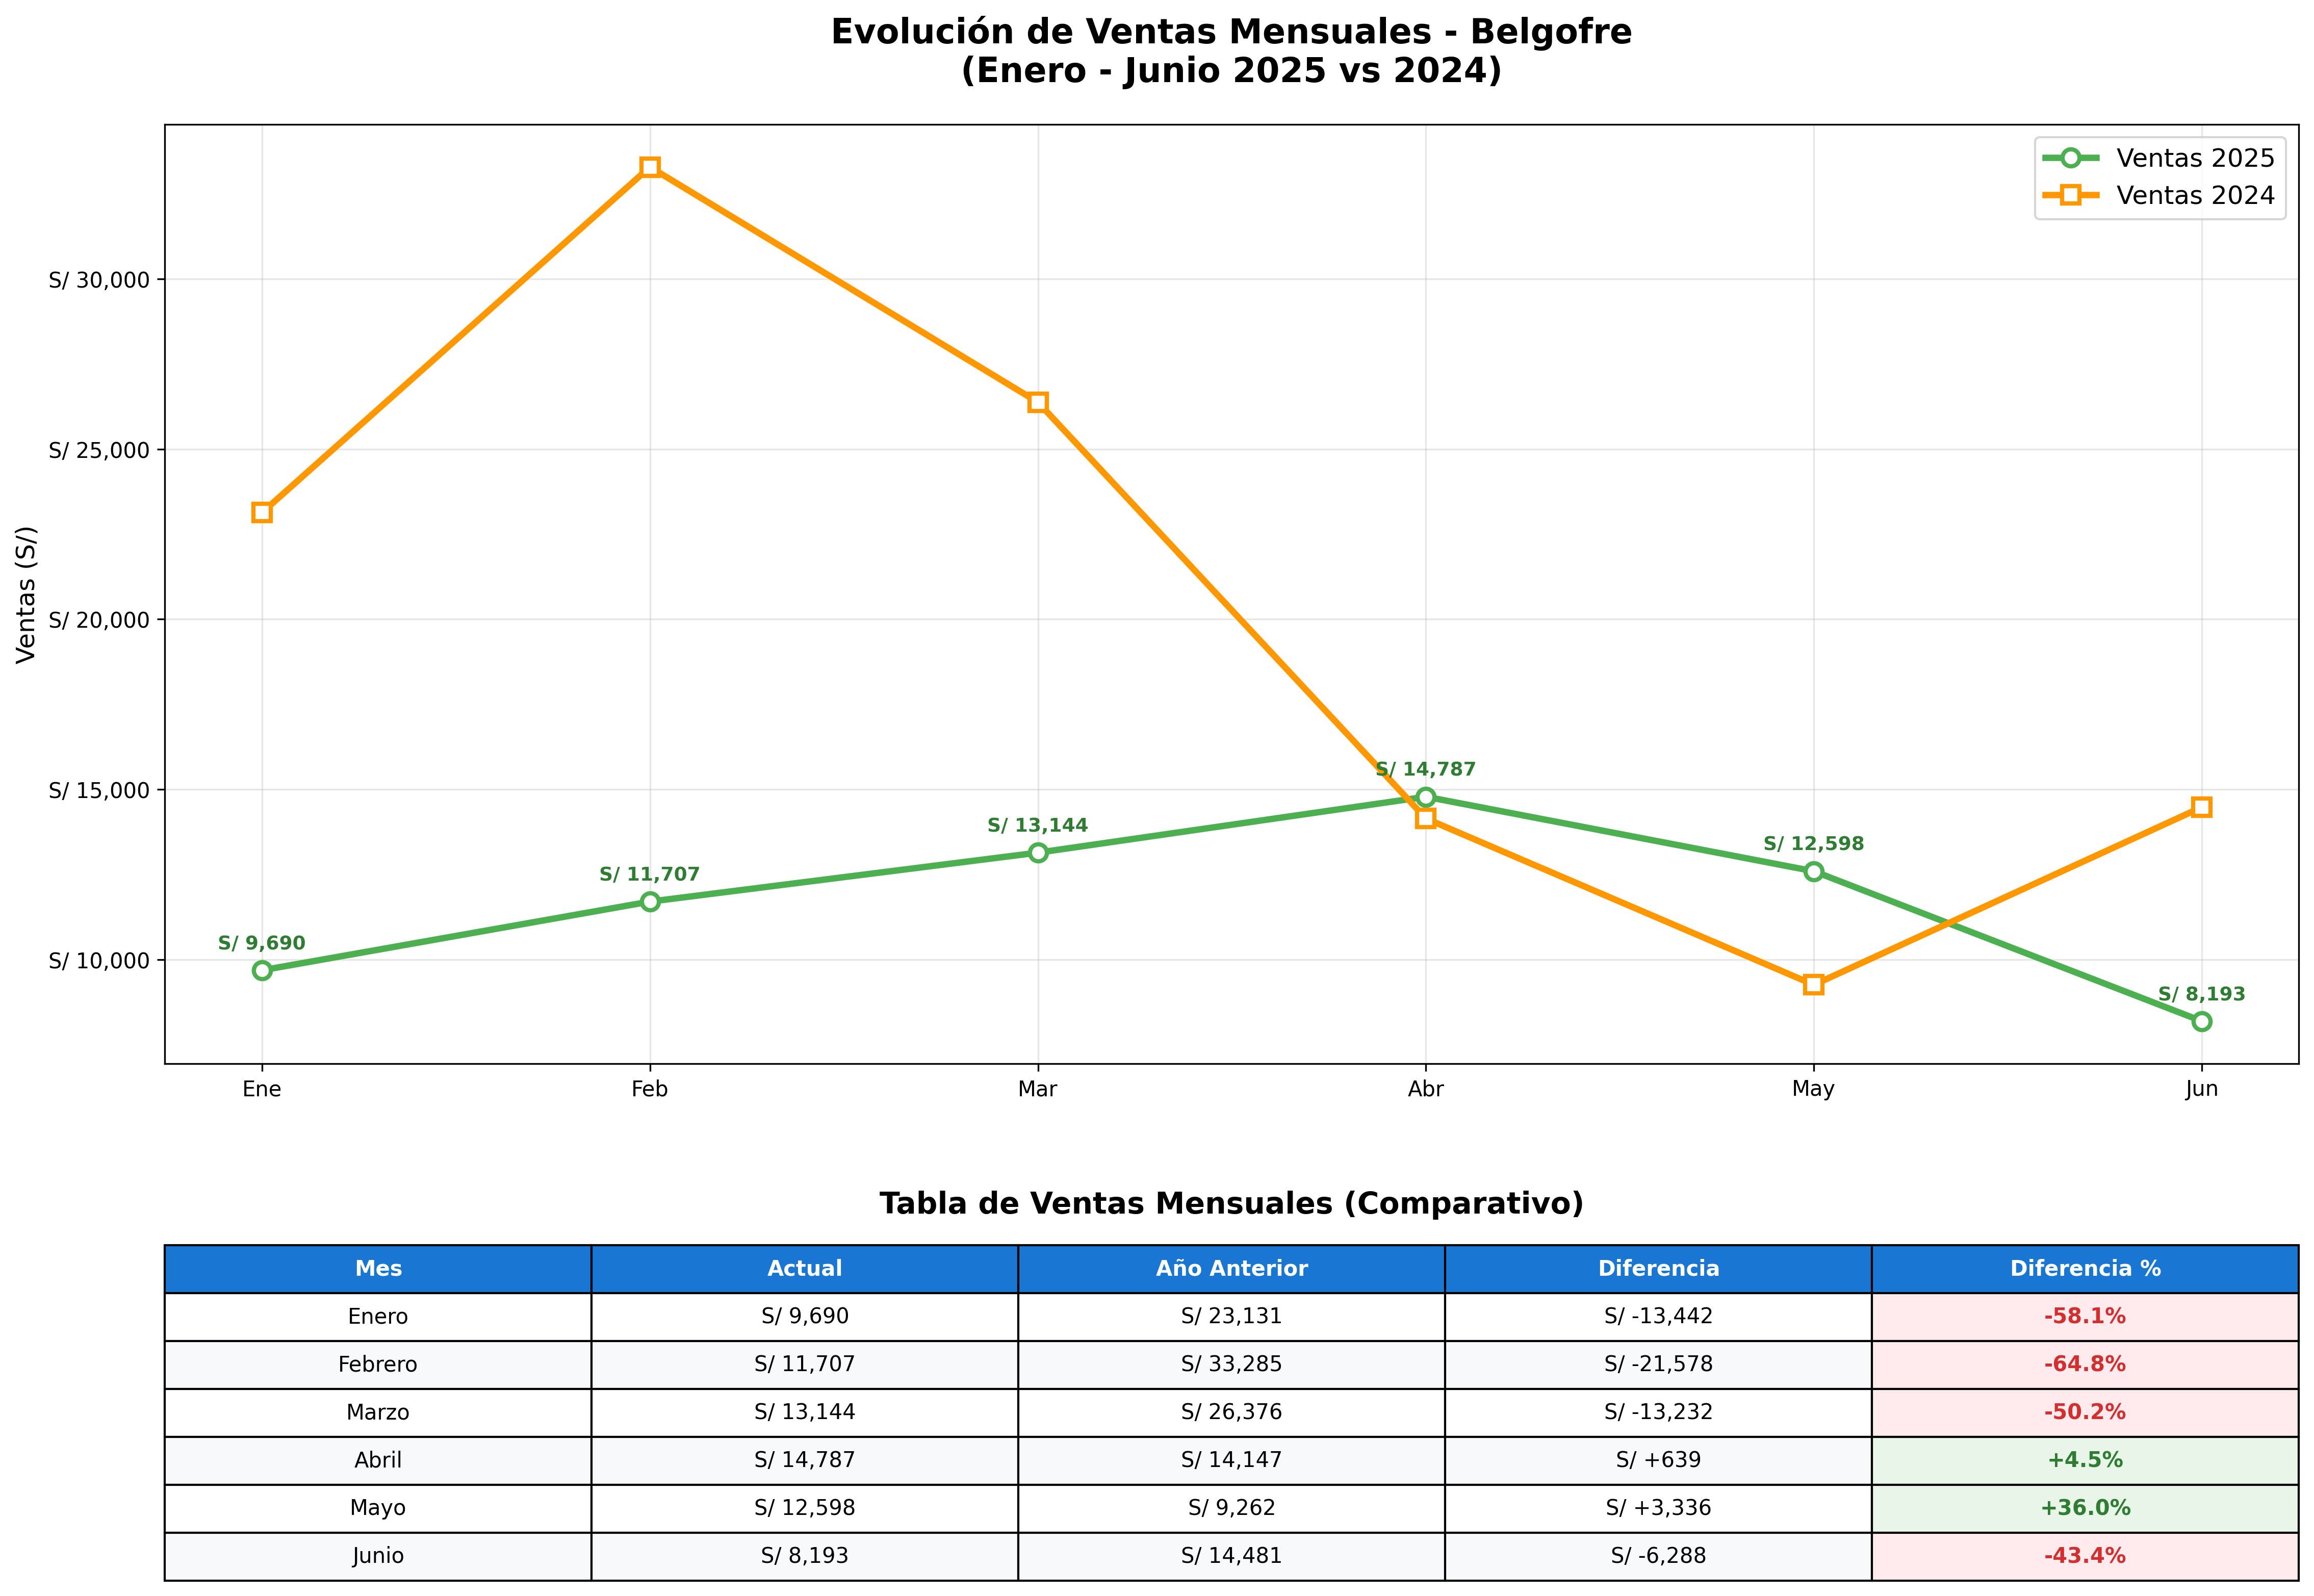 Evolución de Ventas Mensuales - Belgofre
(Enero - Junio 2025 vs 2024)
Ventas 2025
Ventas 2024
Ventas (S/)
S/ 30,000
S/ 25,000
S/ 20,000
S/ 15,000
S/ 10,000
S/ 9,690
S/ 11,707
S/ 13,144
S/ 14,787
S/ 12,598
S/ 8,193
Ene Feb Mar Abr May Jun
Tabla de Ventas Mensuales (Comparativo)
Mes Actual Año Anterior Diferencia Diferencia %
Enero S/ 9,690 S/ 23,131 S/ -13,442 -58.1%
Febrero S/ 11,707 S/ 33,285 S/ -21,578 -64.8%
Marzo S/ 13,144 S/ 26,376 S/ -13,232 -50.2%
Abril S/ 14,787 S/ 14,147 S/ +639 +4.5%
Mayo S/ 12,598 S/ 9,262 S/ +3,336 +36.0%
Junio S/ 8,193 S/ 14,481 S/ -6,288 -43.4%